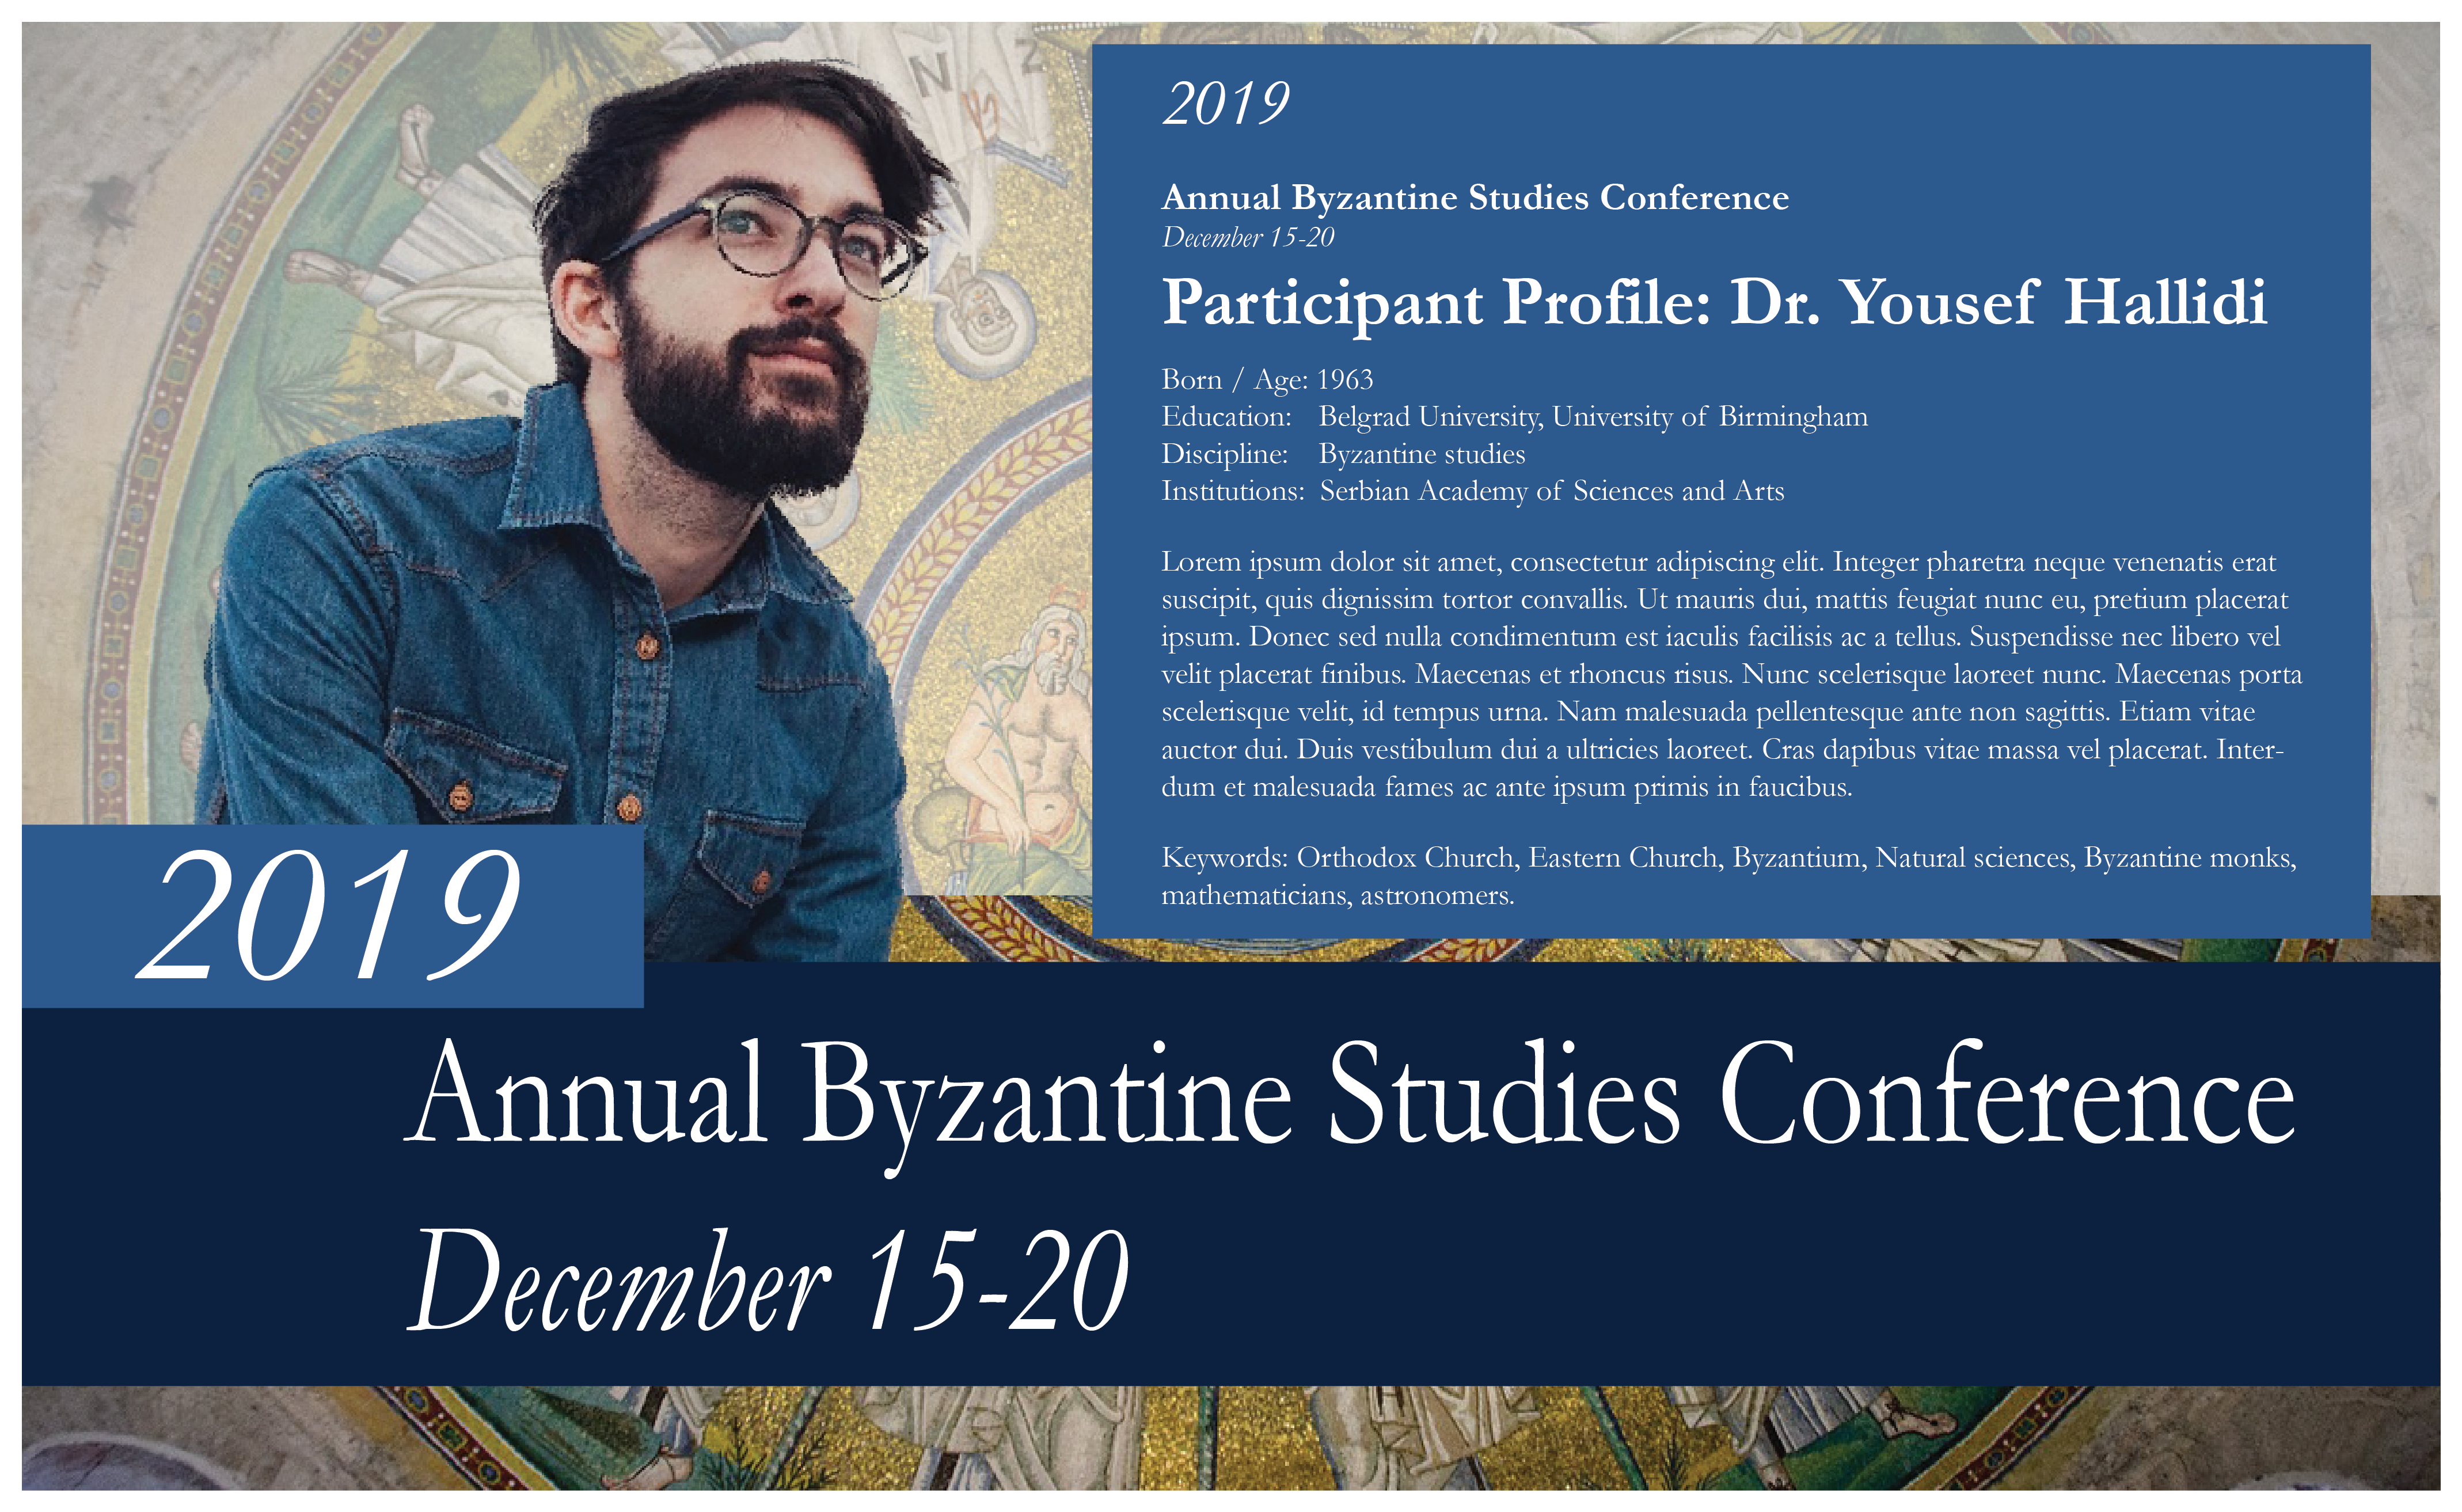 2019
Annual Byzantine Studies Conference
December 15-20
Participant Profile: Dr. Yousef Hallidi
Born / Age: 1963
Education: Belgrad University, University of Birmingham
Discipline: Byzantine studies
Institutions: Serbian Academy of Sciences and Arts
Lorem ipsum dolor sit amet, consectetur adipiscing elit. Integer pharetra neque venenatis erat
suscipit, quis dignissim tortor convallis. Ut mauris dui, mattis feugiat nunc eu, pretium placerat
ipsum. Donec sed nulla condimentum est iaculis facilisis ac a tellus. Suspendisse nec libero vel
velit placerat finibus. Maecenas et rhoncus risus. Nunc scelerisque laoreet nunc. Maecenas porta
scelerisque velit, id tempus urna. Nam malesuada pellentesque ante non sagittis. Etiam vitae
auctor dui. Duis vestibulum dui a ultricies laoreet. Cras dapibus vitae massa vel placerat. Inter-
dum et malesuada fames ac ante ipsum primis in faucibus.
Keywords: Orthodox Church, Eastern Church, Byzantium, Natural sciences, Byzantine monks,
mathematicians, astronomers.
2019
Annual Byzantine Studies Conference
December 15-20